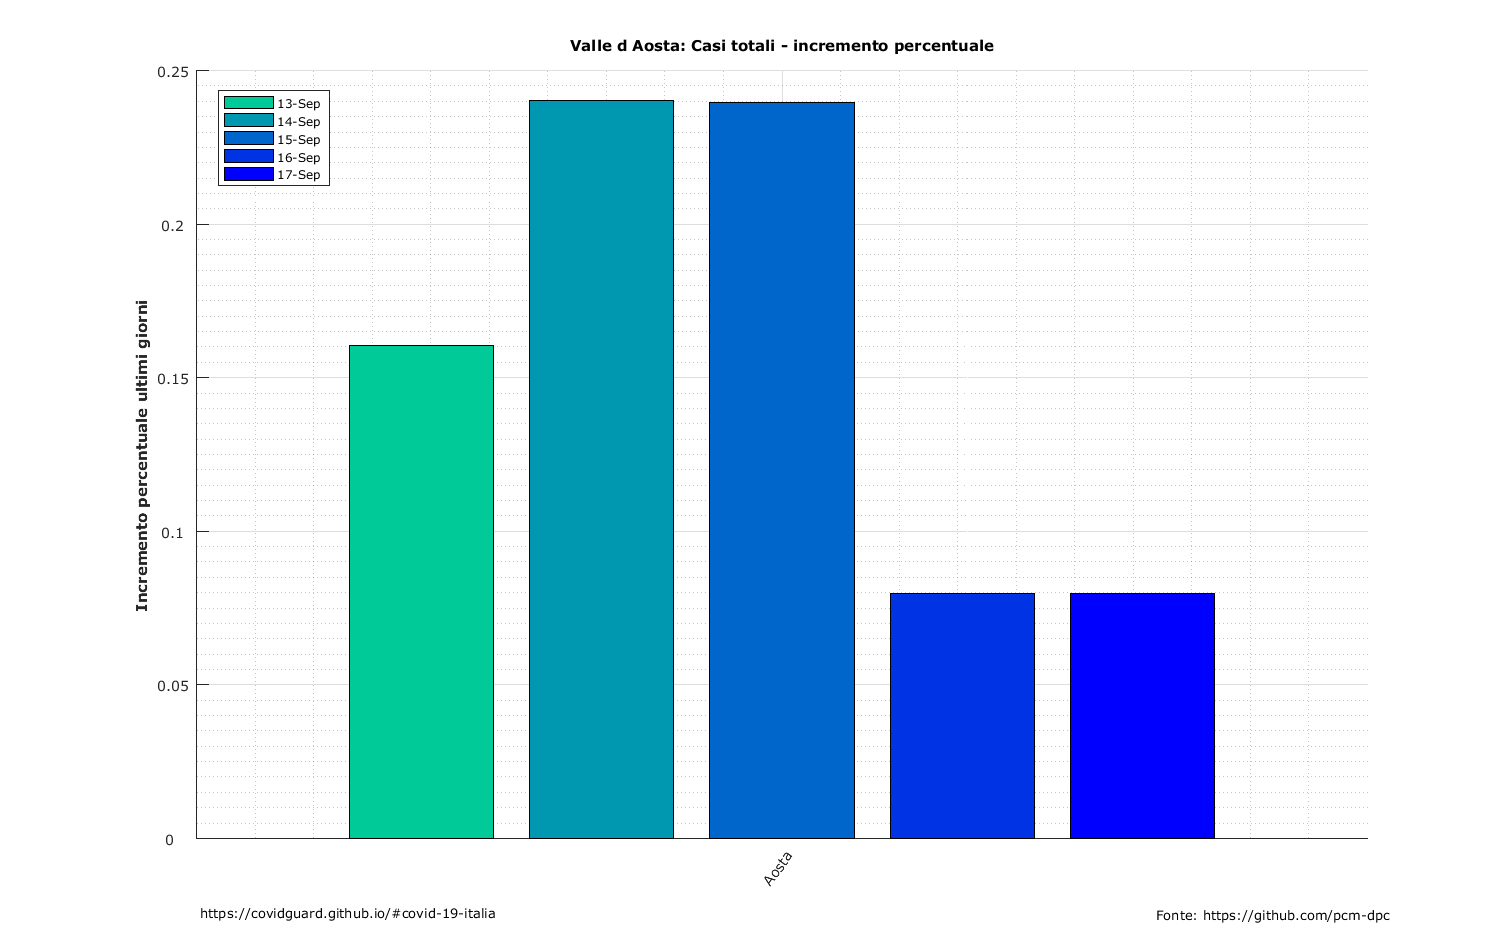 Valle d Aosta: Casi totali - incremento percentuale
0.25
0.2
0.15
0.1
0.05
0
Incremento percentuale ultimi giorni
13-Sep
14-Sep
15-Sep
16-Sep
17-Sep
Aosta
https://covidguard.github.io/#covid-19-italia
Fonte: https://github.com/pcm-dpc